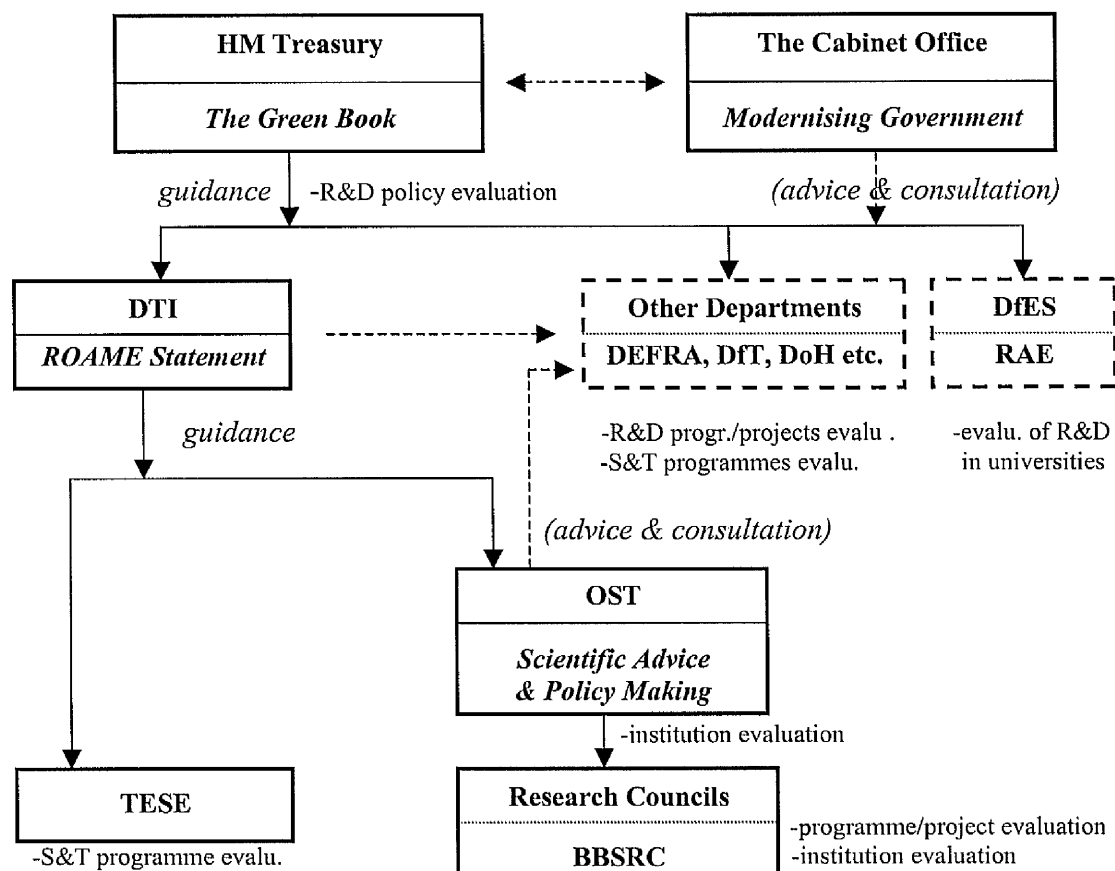 HM Treasury
The Green Book
The Cabinet Office
Modernising Government
guidance
-R&D policy evaluation
(advice & consultation)
DTI
ROAME Statement
Other Departments
DEFRA, DfT, DoH etc.
DfES
RAE
guidance
-R&D progr./projects evalu .
-S&T programmes evalu.
-evalu. of R&D
in universities
(advice & consultation)
OST
Scientific Advice
& Policy Making
-institution evaluation
TESE
-S&T programme evalu.
Research Councils
BBSRC
-programme/project evaluation
-institution evaluation